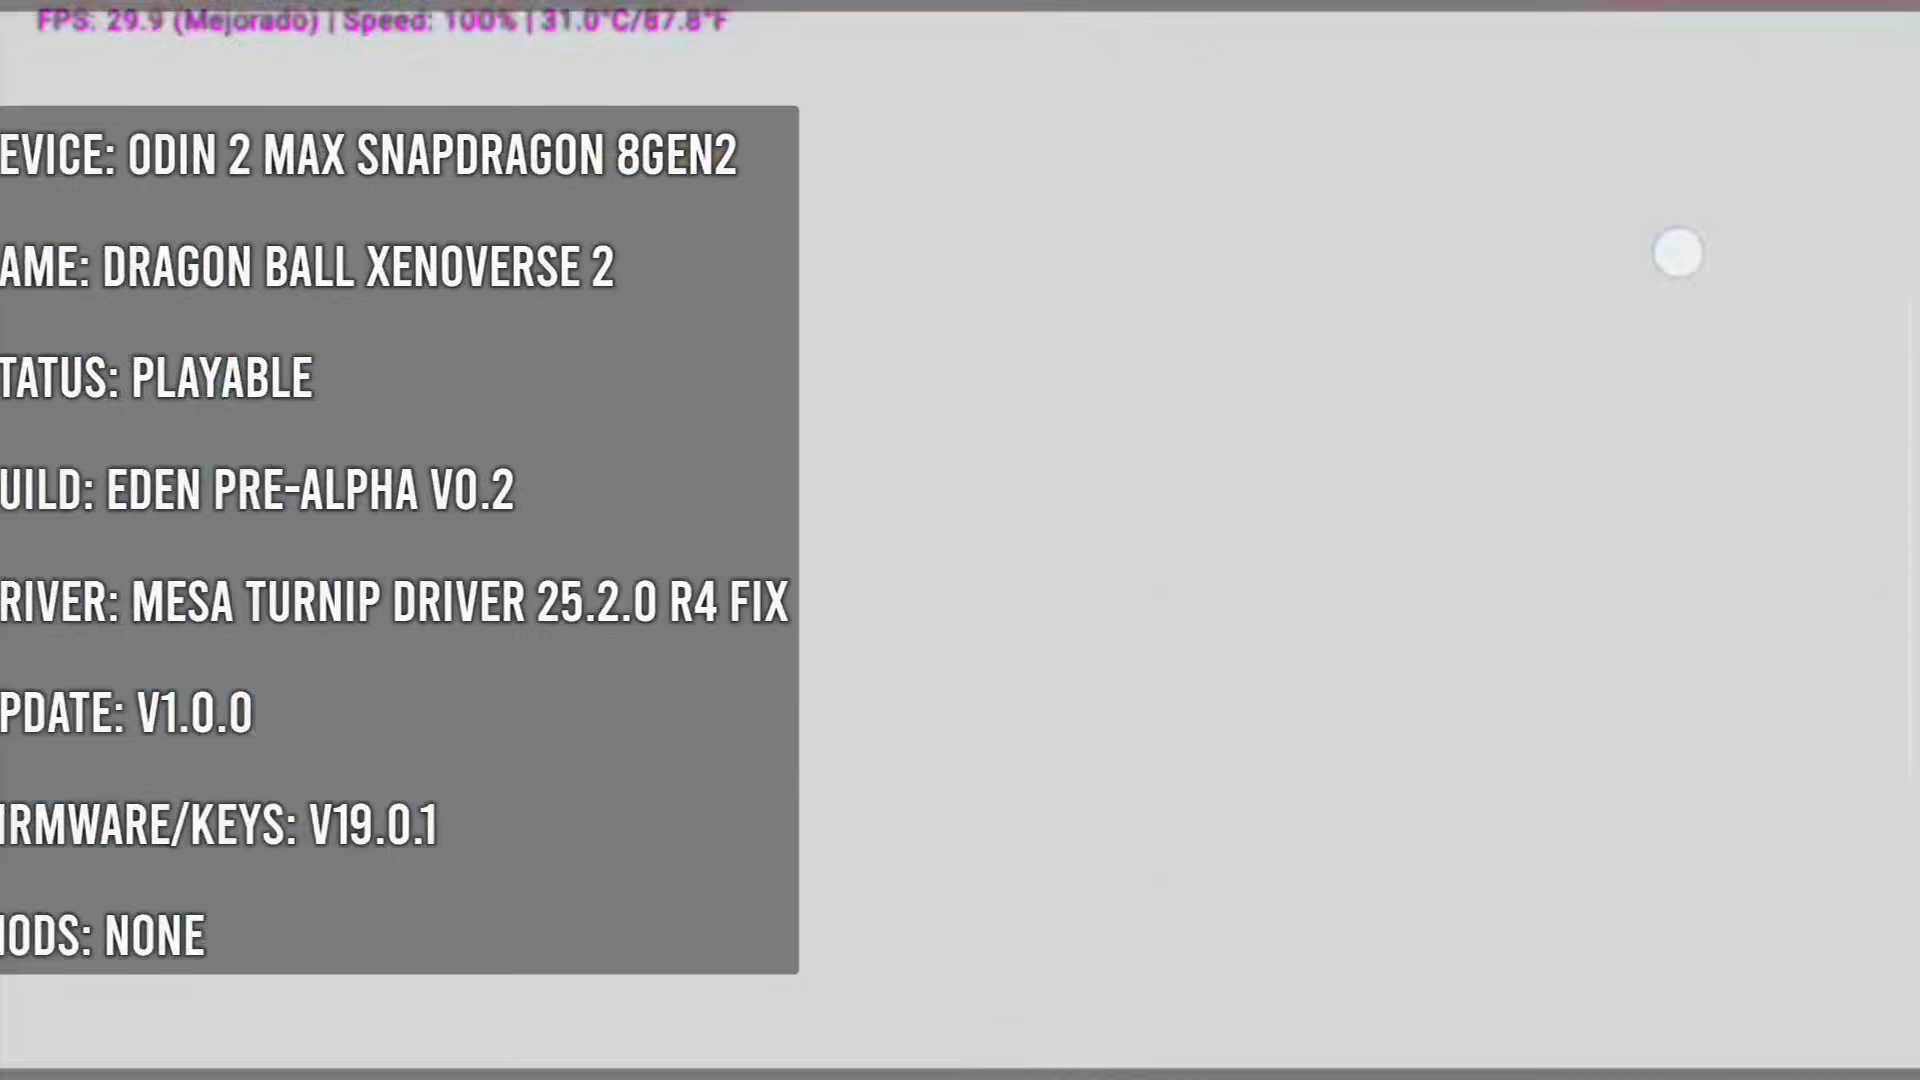 FPS: 29.9 (Mejorado) | Speed: 100% | 31.0°C/87.8°F
EVICE: ODIN 2 MAX SNAPDRAGON 8GEN2
AME: DRAGON BALL XENOVERSE 2
TATUS: PLAYABLE
UILD: EDEN PRE-ALPHA V0.2
RIVER: MESA TURNIP DRIVER 25.2.0 R4 FIX
PDATE: V1.0.0
IRMWARE/KEYS: V19.0.1
ODS: NONE